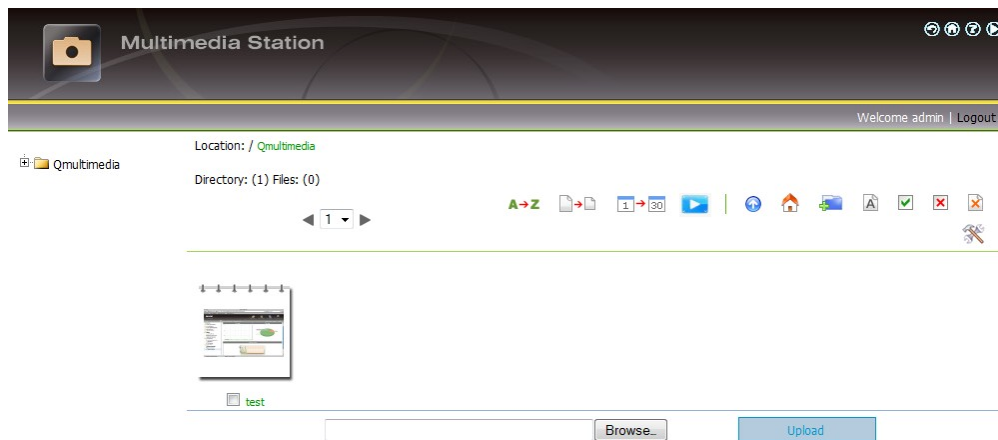 Multimedia Station
Welcome admin | Logout
Location: / Qmultimedia
Qmultimedia
Directory: (1) Files: (0)
A→Z
1→30
A
1
test
Browse...
Upload